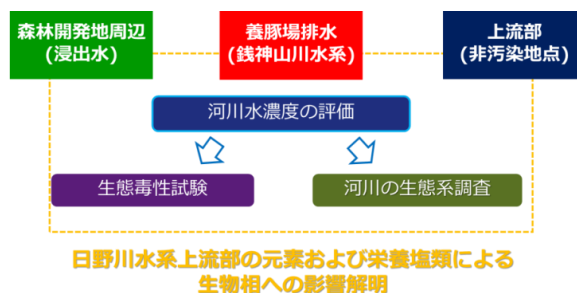 森林開発地周辺
(浸出水)
養豚場排水
(銭神山川水系)
上流部
(非汚染地点)
河川水濃度の評価
生態毒性試験
河川の生態系調査
日野川水系上流部の元素および栄養塩類による
生物相への影響解明